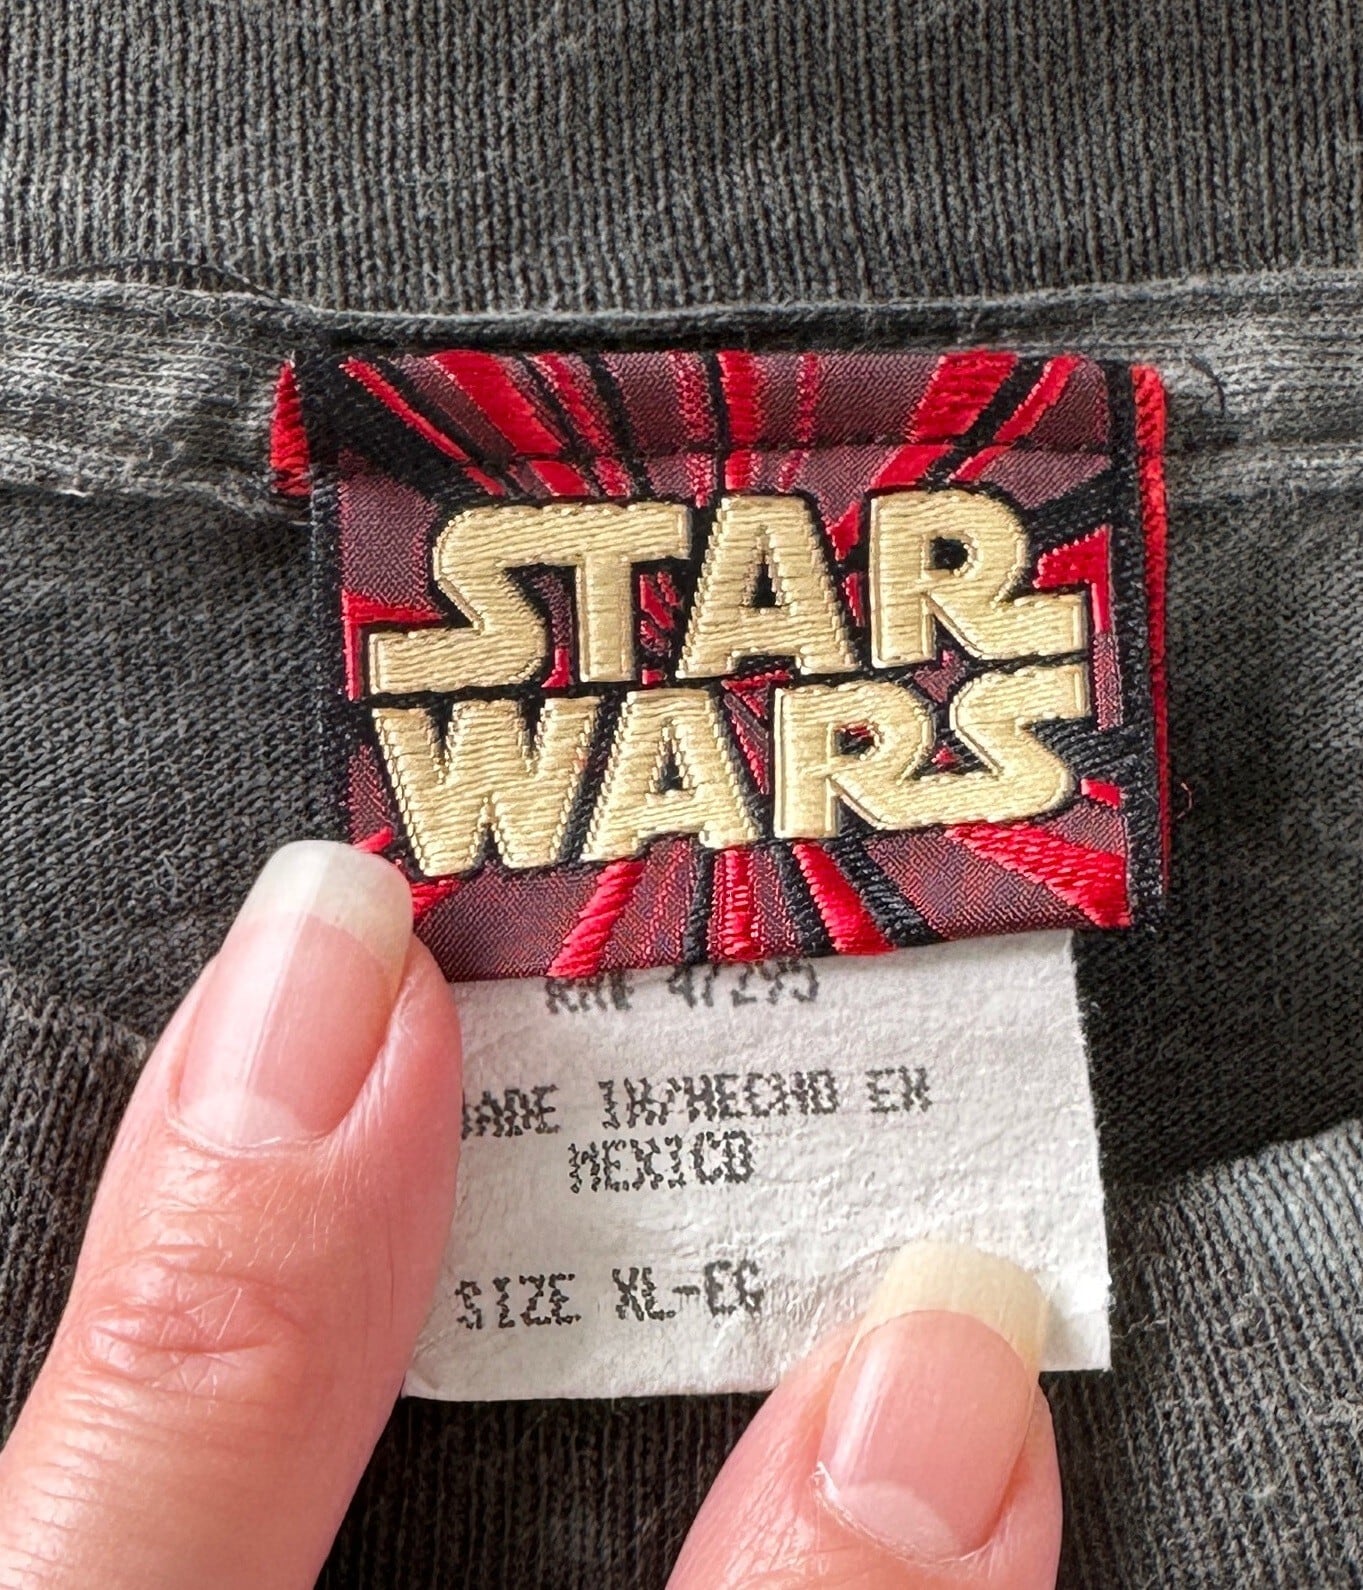 STAR
WARS
RN# 47295
MADE IN/HECHO EN
MEXICO
SIZE XL-EG